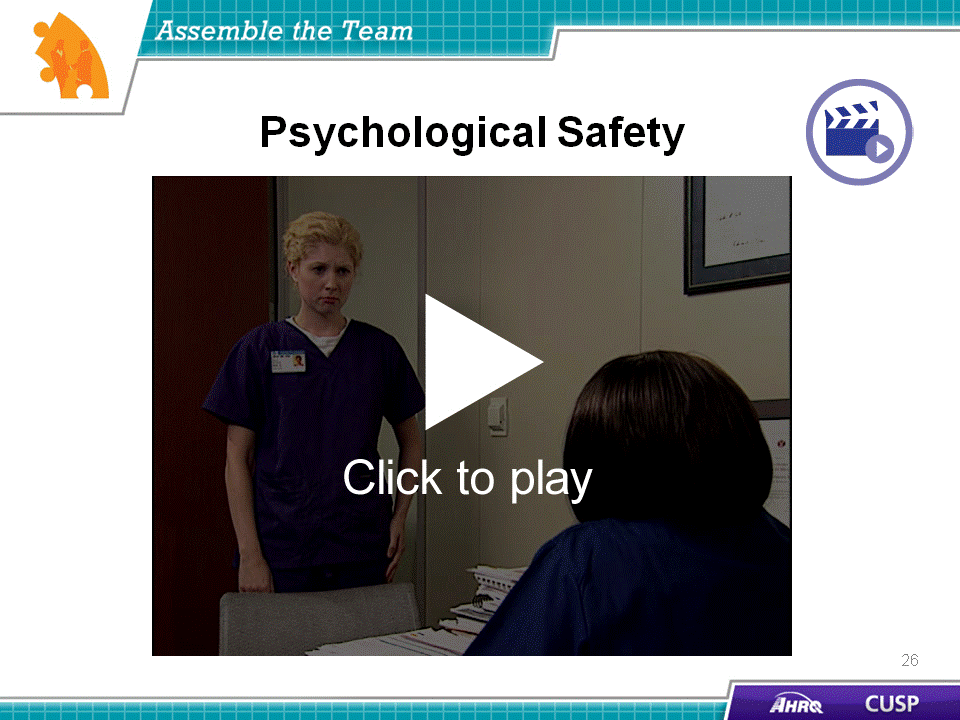 Assemble the Team
Psychological Safety
Click to play
26
AHRQ
CUSP